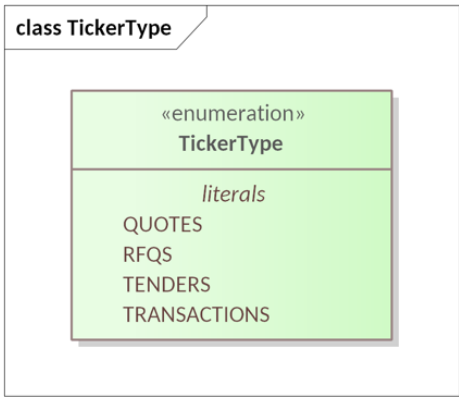 class TickerType
«enumeration»
TickerType
literals
QUOTES
RFQS
TENDERS
TRANSACTIONS